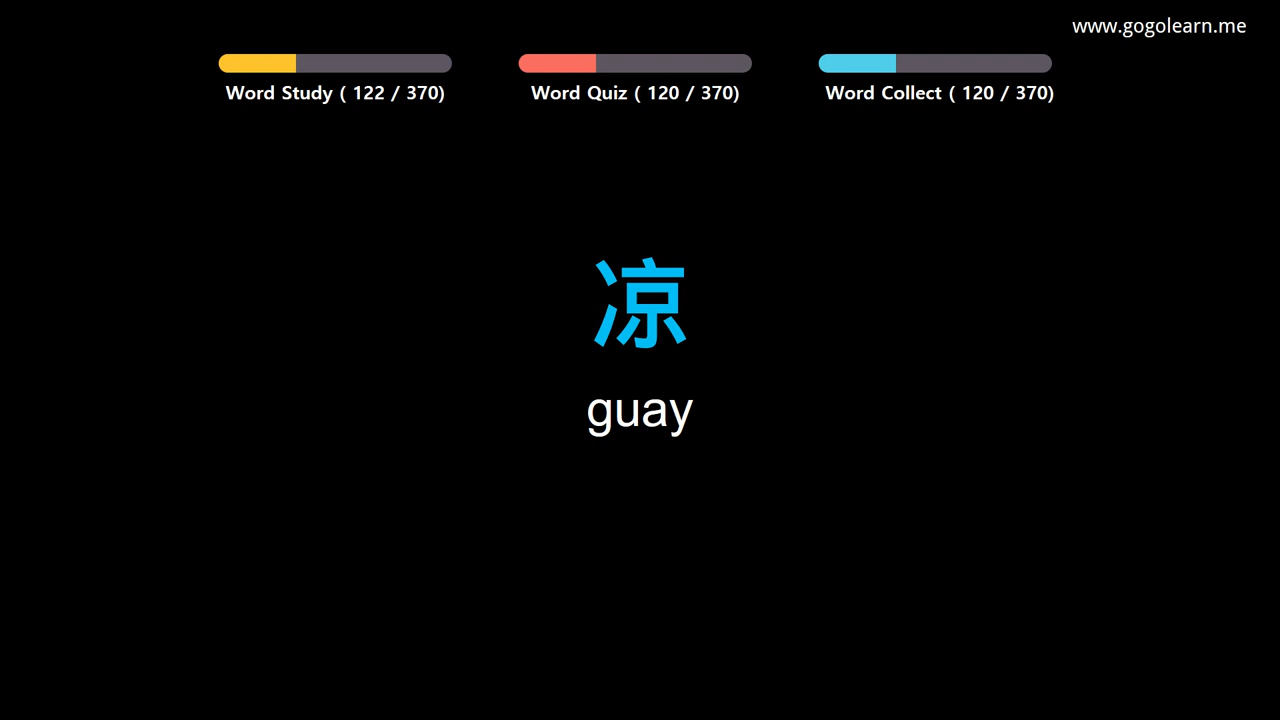 www.gogolearn.me
Word Study ( 122 / 370)
Word Quiz ( 120 / 370)
Word Collect ( 120 / 370)
凉
guay